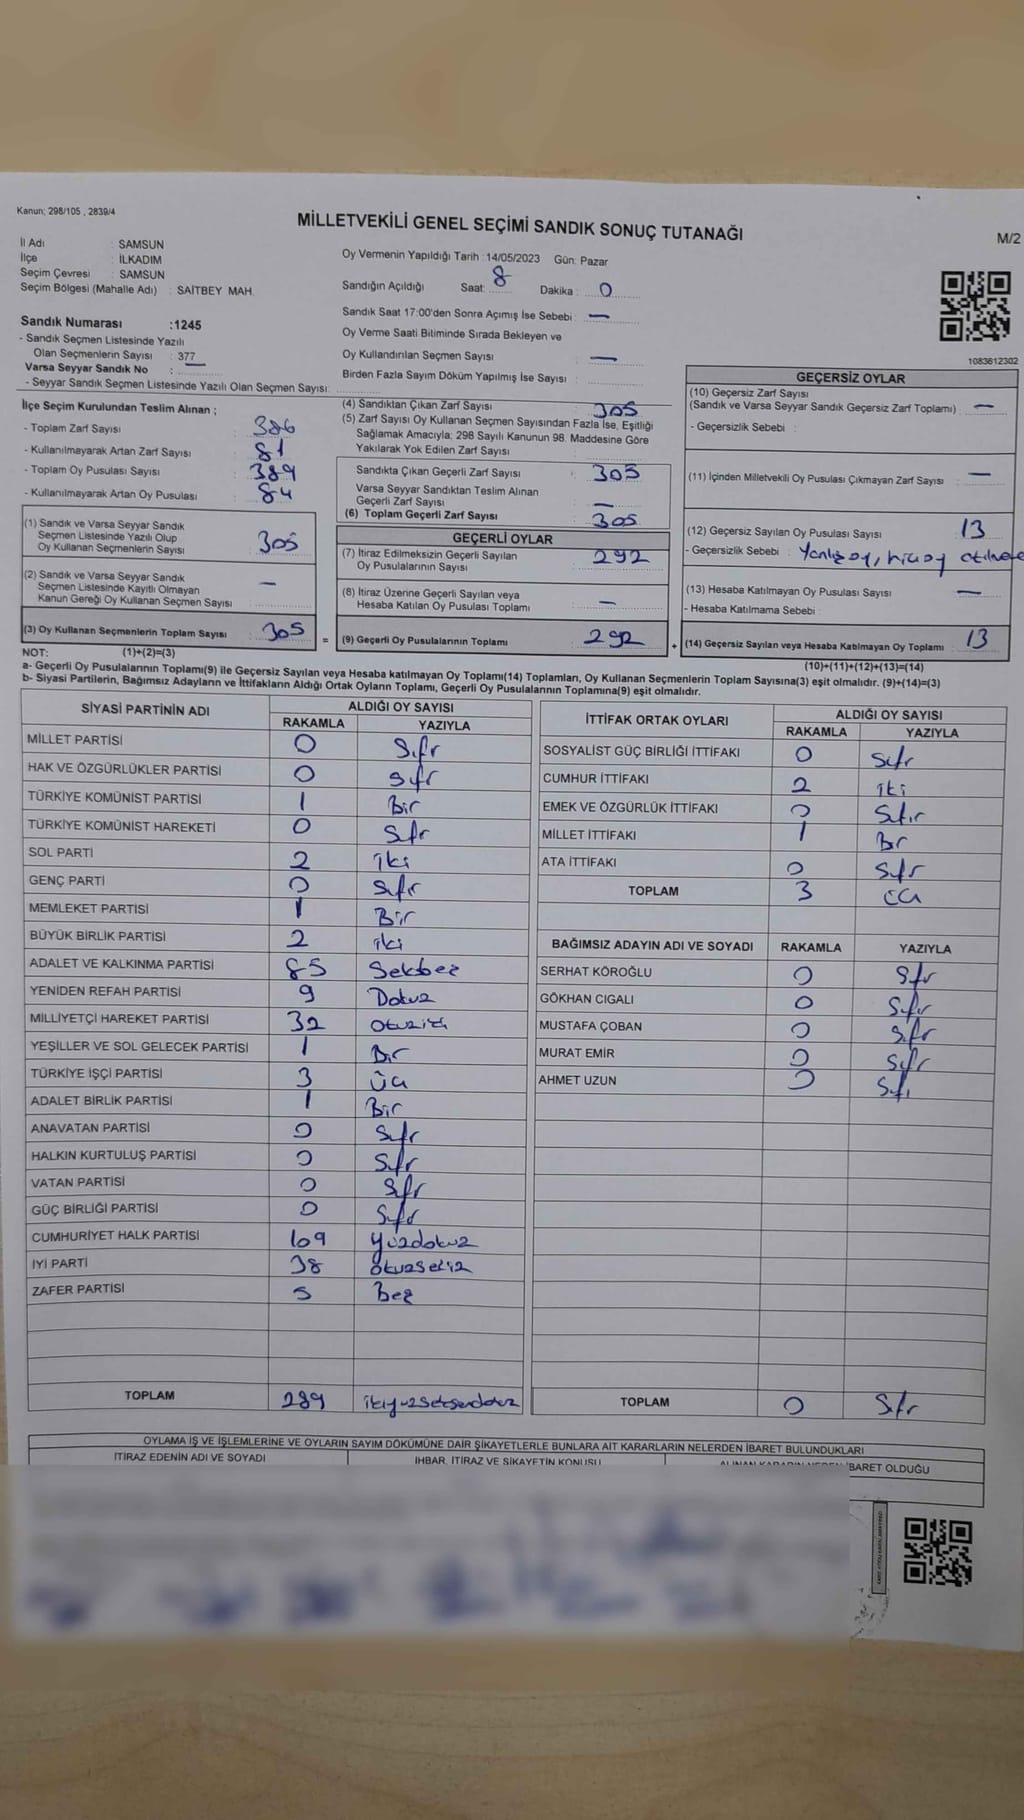 Kanun; 298/105 , 2839/4
MİLLETVEKİLİ GENEL SEÇİMİ SANDIK SONUÇ TUTANAĞI
M/2
İl Adı : SAMSUN
İlçe : İLKADIM
Seçim Çevresi : SAMSUN
Seçim Bölgesi (Mahalle Adı) : SAİTBEY MAH.
Oy Vermenin Yapıldığı Tarih :14/05/2023 Gün: Pazar
Sandığın Açıldığı Saat: 8 Dakika : 0
Sandık Saat 17:00'den Sonra Açımış İse Sebebi : —
Oy Verme Saati Bitiminde Sırada Bekleyen ve
Oy Kullandırılan Seçmen Sayısı : —
Birden Fazla Sayım Döküm Yapılmış İse Sayısı :
1083612302
Sandık Numarası :1245
- Sandık Seçmen Listesinde Yazılı
Olan Seçmenlerin Sayısı : 377
Varsa Seyyar Sandık No : —
- Seyyar Sandık Seçmen Listesinde Yazılı Olan Seçmen Sayısı:
İlçe Seçim Kurulundan Teslim Alınan ;
- Toplam Zarf Sayısı : 386
- Kullanılmayarak Artan Zarf Sayısı : 81
- Toplam Oy Pusulası Sayısı : 389
- Kullanılmayarak Artan Oy Pusulası : 84
(1) Sandık ve Varsa Seyyar Sandık
Seçmen Listesinde Yazılı Olup
Oy Kullanan Seçmenlerin Sayısı : 305
(2) Sandık ve Varsa Seyyar Sandık
Seçmen Listesinde Kayıtlı Olmayan
Kanun Gereği Oy Kullanan Seçmen Sayısı : —
(3) Oy Kullanan Seçmenlerin Toplam Sayısı : 305
(4) Sandıktan Çıkan Zarf Sayısı : 305
(5) Zarf Sayısı Oy Kullanan Seçmen Sayısından Fazla İse, Eşitliği
Sağlamak Amacıyla; 298 Sayılı Kanunun 98. Maddesine Göre
Yakılarak Yok Edilen Zarf Sayısı :
Sandıkta Çıkan Geçerli Zarf Sayısı : 305
Varsa Seyyar Sandıktan Teslim Alınan
Geçerli Zarf Sayısı : —
(6) Toplam Geçerli Zarf Sayısı : 305
GEÇERLİ OYLAR
(7) İtiraz Edilmeksizin Geçerli Sayılan
Oy Pusulalarının Sayısı : 292
(8) İtiraz Üzerine Geçerli Sayılan veya
Hesaba Katılan Oy Pusulası Toplamı : —
= (9) Geçerli Oy Pusulalarının Toplamı : 292
GEÇERSİZ OYLAR
(10) Geçersiz Zarf Sayısı
(Sandık ve Varsa Seyyar Sandık Geçersiz Zarf Toplamı) : —
- Geçersizlik Sebebi :
(11) İçinden Milletvekili Oy Pusulası Çıkmayan Zarf Sayısı : —
(12) Geçersiz Sayılan Oy Pusulası Sayısı : 13
- Geçersizlik Sebebi :
(13) Hesaba Katılmayan Oy Pusulası Sayısı : —
- Hesaba Katılmama Sebebi :
+ (14) Geçersiz Sayılan veya Hesaba Katılmayan Oy Toplamı : 13
NOT: (1)+(2)=(3)
(10)+(11)+(12)+(13)=(14)
a- Geçerli Oy Pusulalarının Toplamı(9) ile Geçersiz Sayılan veya Hesaba katılmayan Oy Toplamı(14) Toplamları, Oy Kullanan Seçmenlerin Toplam Sayısına(3) eşit olmalıdır. (9)+(14)=(3)
b- Siyasi Partilerin, Bağımsız Adayların ve İttifakların Aldığı Ortak Oyların Toplamı, Geçerli Oy Pusulalarının Toplamına(9) eşit olmalıdır.
SİYASİ PARTİNİN ADI ALDIĞI OY SAYISI
RAKAMLA YAZIYLA
MİLLET PARTİSİ 0 Sıfır
HAK VE ÖZGÜRLÜKLER PARTİSİ 0 Sıfır
TÜRKİYE KOMÜNİST PARTİSİ 1 Bir
TÜRKİYE KOMÜNİST HAREKETİ 0 Sıfır
SOL PARTİ 2 iki
GENÇ PARTİ 0 Sıfır
MEMLEKET PARTİSİ 1 Bir
BÜYÜK BİRLİK PARTİSİ 2 iki
ADALET VE KALKINMA PARTİSİ 85 Seksbeş
YENİDEN REFAH PARTİSİ 9 Dokuz
MİLLİYETÇİ HAREKET PARTİSİ 32 Otuziki
YEŞİLLER VE SOL GELECEK PARTİSİ 1 Bir
TÜRKİYE İŞÇİ PARTİSİ 3 Üç
ADALET BİRLİK PARTİSİ 1 Bir
ANAVATAN PARTİSİ 0 Sıfır
HALKIN KURTULUŞ PARTİSİ 0 Sıfır
VATAN PARTİSİ 0 Sıfır
GÜÇ BİRLİĞİ PARTİSİ 0 Sıfır
CUMHURİYET HALK PARTİSİ 109 Yüzdokuz
İYİ PARTİ 38 Otuzsekiz
ZAFER PARTİSİ 5 Beş
TOPLAM 289 ikiyüzseksendokuz
İTTİFAK ORTAK OYLARI ALDIĞI OY SAYISI
RAKAMLA YAZIYLA
SOSYALİST GÜÇ BİRLİĞİ İTTİFAKI 0 Sıfır
CUMHUR İTTİFAKI 2 iki
EMEK VE ÖZGÜRLÜK İTTİFAKI 0 Sıfır
MİLLET İTTİFAKI 1 Bir
ATA İTTİFAKI 0 Sıfır
TOPLAM 3 Üç
BAĞIMSIZ ADAYIN ADI VE SOYADI RAKAMLA YAZIYLA
SERHAT KÖROĞLU 0 Sıfır
GÖKHAN CIGALI 0 Sıfır
MUSTAFA ÇOBAN 0 Sıfır
MURAT EMİR 0 Sıfır
AHMET UZUN 0 Sıfır
TOPLAM 0 Sıfır
OYLAMA İŞ VE İŞLEMLERİNE VE OYLARIN SAYIM DÖKÜMÜNE DAİR ŞİKAYETLERLE BUNLARA AİT KARARLARIN NELERDEN İBARET BULUNDUKLARI
İTİRAZ EDENİN ADI VE SOYADI
İHBAR, İTİRAZ VE ŞİKAYETİN KONUSU
İBARET OLDUĞU